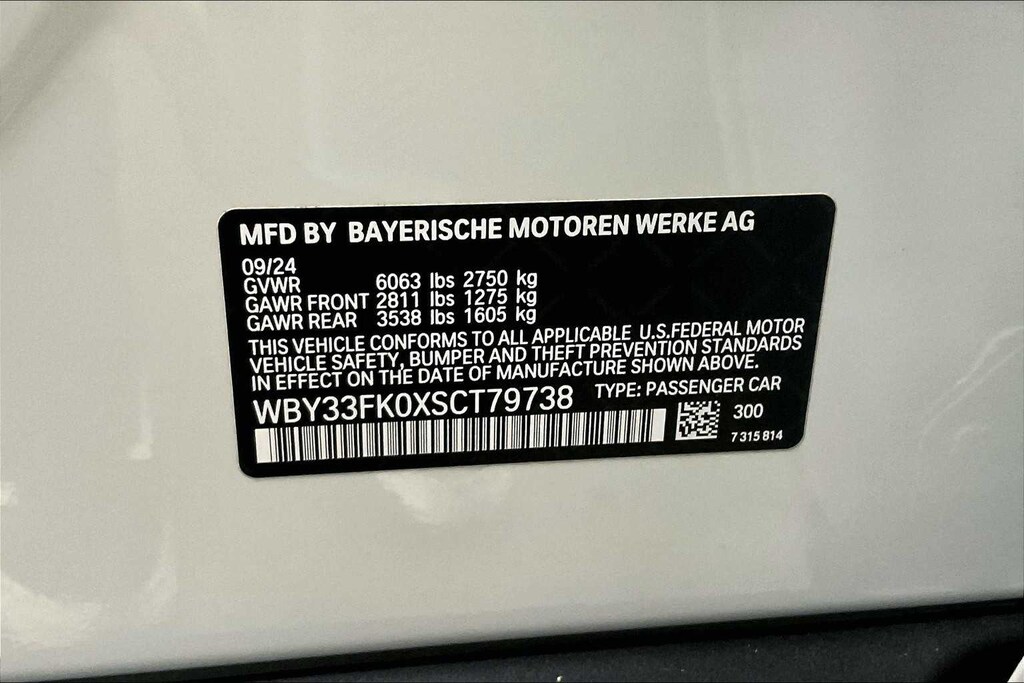 MFD BY BAYERISCHE MOTOREN WERKE AG
09/24
GVWR 6063 lbs 2750 kg
GAWR FRONT 2811 lbs 1275 kg
GAWR REAR 3538 lbs 1605 kg
THIS VEHICLE CONFORMS TO ALL APPLICABLE U.S.FEDERAL MOTOR
VEHICLE SAFETY, BUMPER AND THEFT PREVENTION STANDARDS
IN EFFECT ON THE DATE OF MANUFACTURE SHOWN ABOVE.
WBY33FK0XSCT79738 TYPE: PASSENGER CAR
300
7 315 814